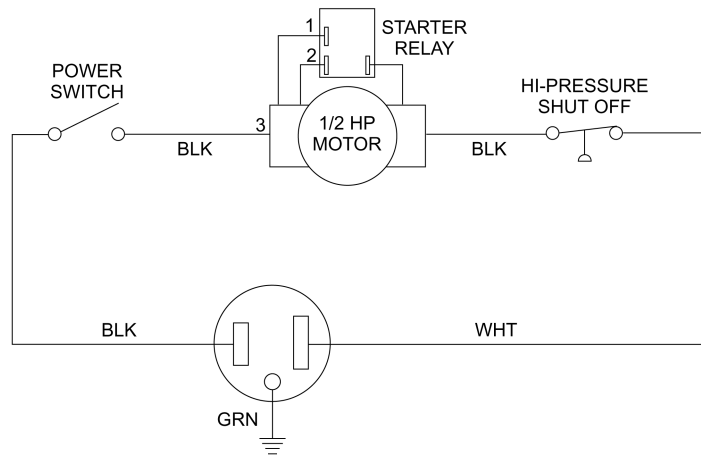 1
STARTER
RELAY
2
POWER
SWITCH
HI-PRESSURE
SHUT OFF
3
1/2 HP
MOTOR
BLK
BLK
BLK
WHT
GRN